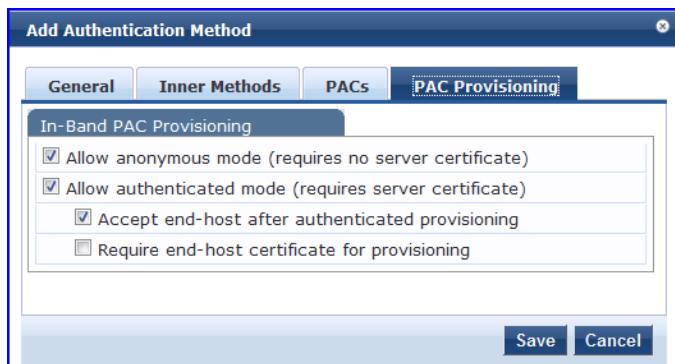 Add Authentication Method
General Inner Methods PACs PAC Provisioning
In-Band PAC Provisioning
Allow anonymous mode (requires no server certificate)
Allow authenticated mode (requires server certificate)
Accept end-host after authenticated provisioning
Require end-host certificate for provisioning
Save Cancel